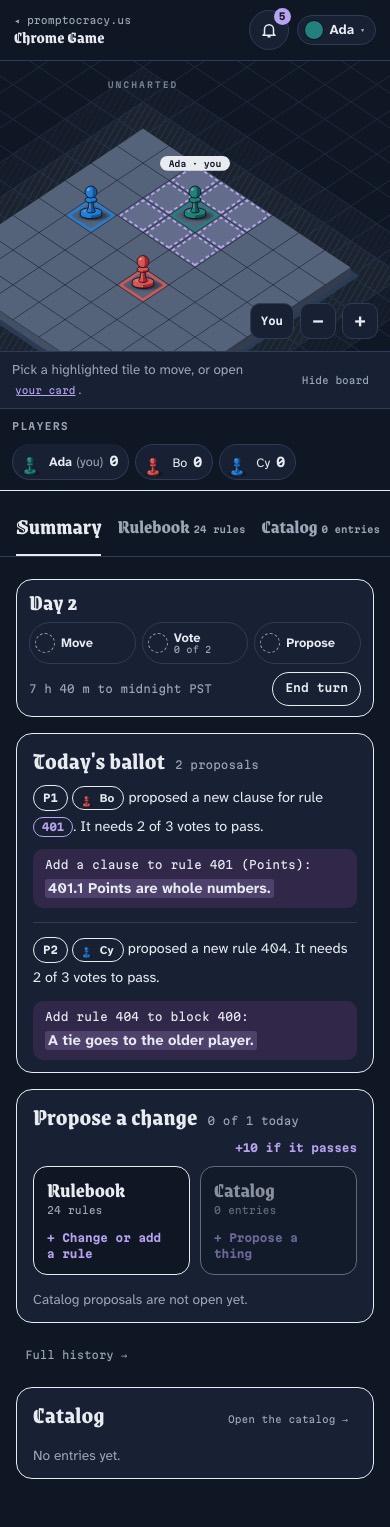 ◂ promptocracy.us
Chrome Game
5
Ada ▾
UNCHARTED
Ada · you
You
−
+
Pick a highlighted tile to move, or open
your card.
Hide board
PLAYERS
Ada (you) 0
Bo 0
Cy 0
Summary
Rulebook 24 rules
Catalog 0 entries
Day 2
Move
Vote
0 of 2
Propose
7 h 40 m to midnight PST
End turn
Today's ballot 2 proposals
P1 Bo proposed a new clause for rule
401. It needs 2 of 3 votes to pass.
Add a clause to rule 401 (Points):
401.1 Points are whole numbers.
P2 Cy proposed a new rule 404. It needs
2 of 3 votes to pass.
Add rule 404 to block 400:
A tie goes to the older player.
Propose a change 0 of 1 today
+10 if it passes
Rulebook
24 rules
+ Change or add
a rule
Catalog
0 entries
+ Propose a
thing
Catalog proposals are not open yet.
Full history →
Catalog
Open the catalog →
No entries yet.